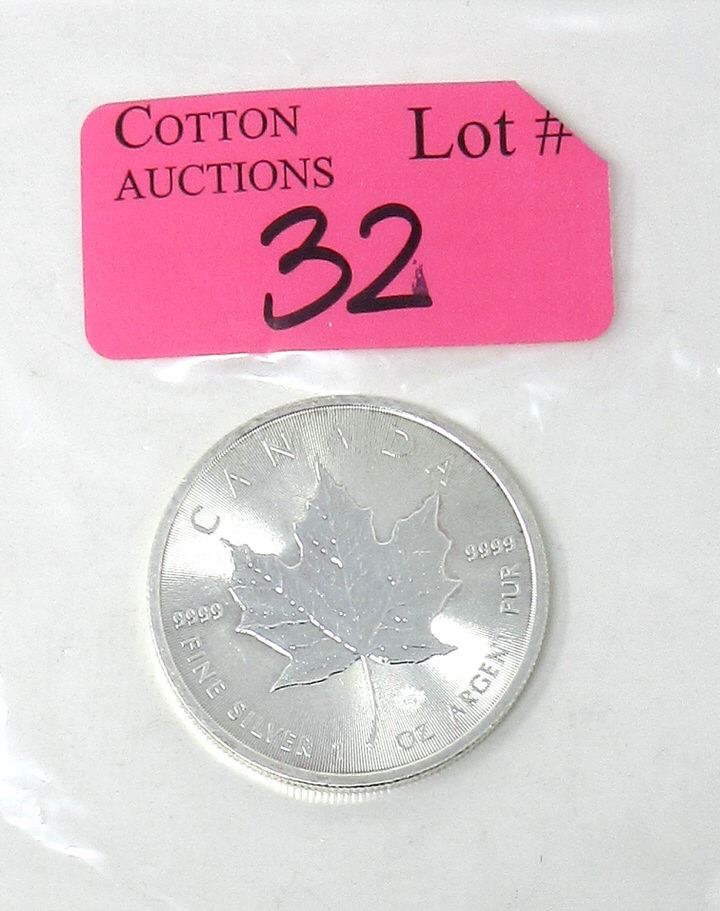 COTTON AUCTIONS
Lot #
32
CANADA
9999 9999
FINE SILVER 1 OZ ARGENT PUR